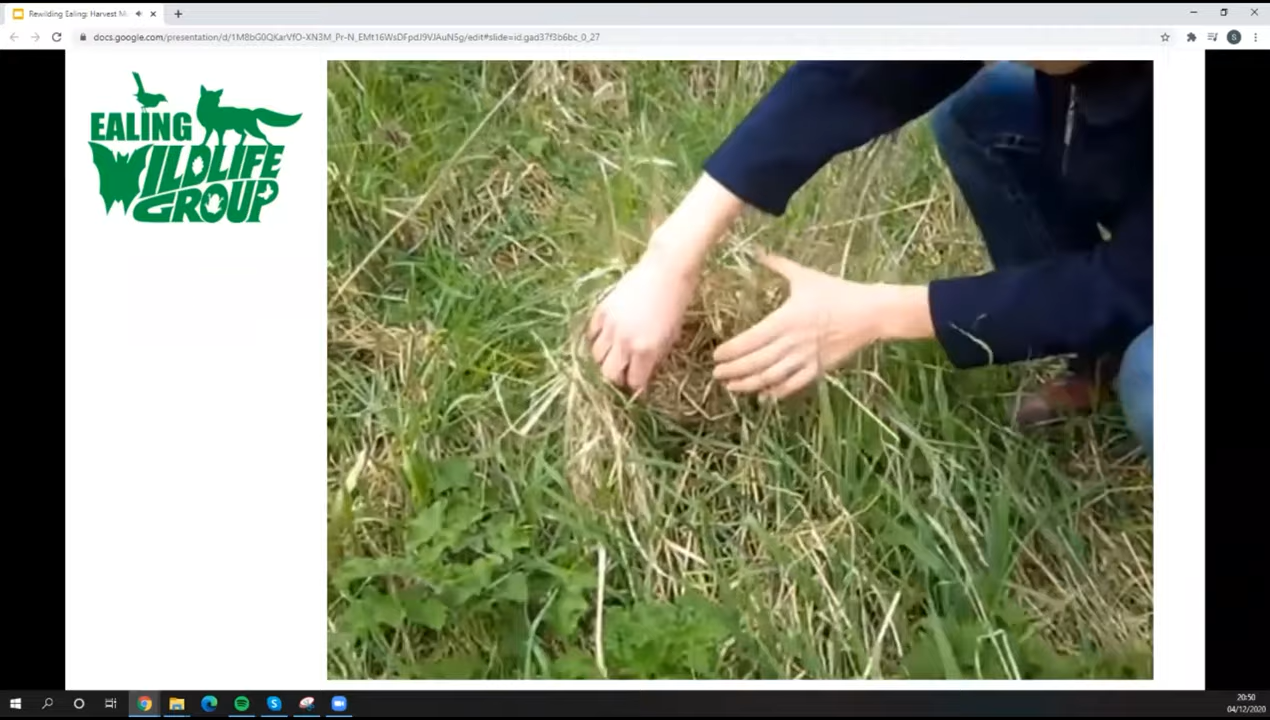 Rewilding Ealing: Harvest M
docs.google.com/presentation/d/1M8bG0QKarVfO-XN3M_Pr-N_EMt16WsDFpdJ9VJAuN5g/edit#slide=id.gad37f3b6bc_0_27
S
EALING
WILDLIFE
GROUP
20:50
04/12/2020